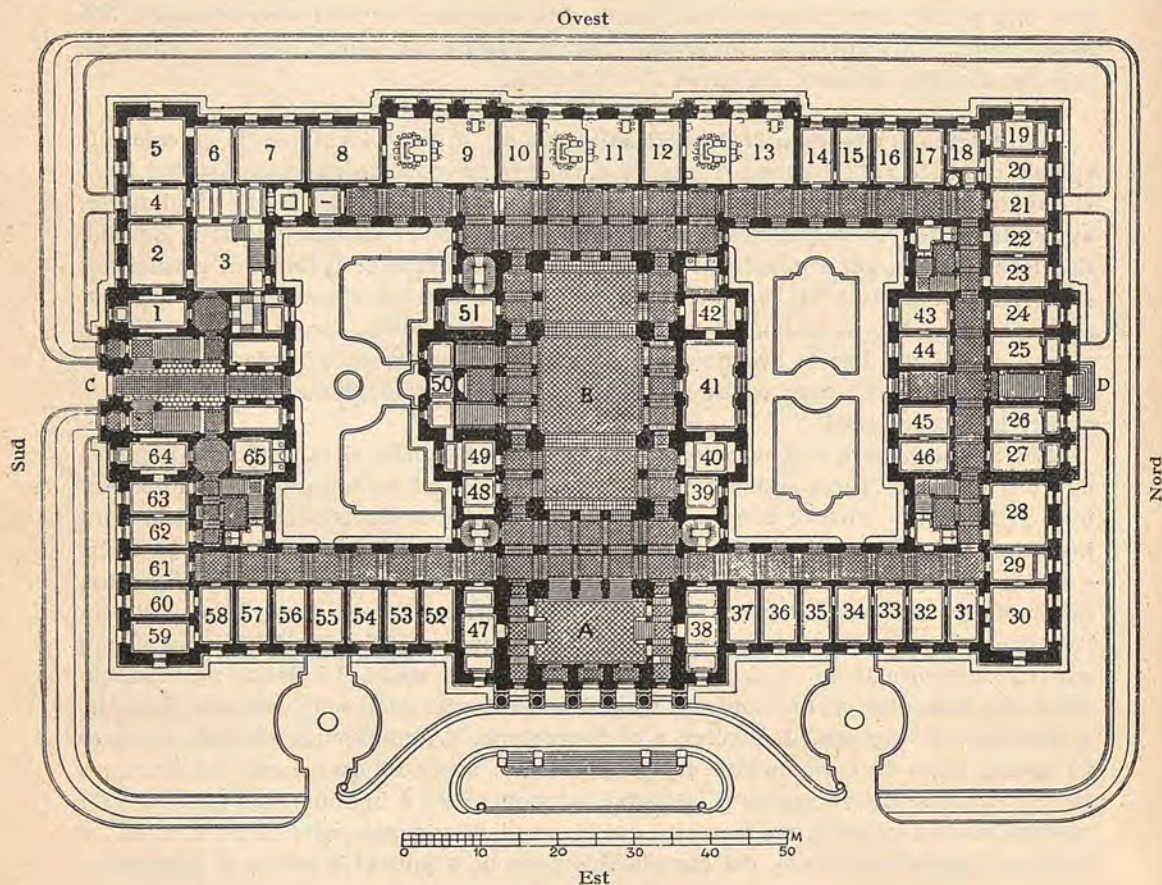 Ovest
5 6 7 8 9 10 11 12 13 14 15 16 17 18 19
20
4 1 21
2 3 22
23
1 51 42 43 24
44 25
C 50 B 41 D
Sud
Nord
45 26
64 65 49 40 46 27
63 48 39
62 28
61 29
60 58 57 56 55 54 53 52 47 A 38 37 36 35 34 33 32 31 30
59
M
0 10 20 30 40 50
Est